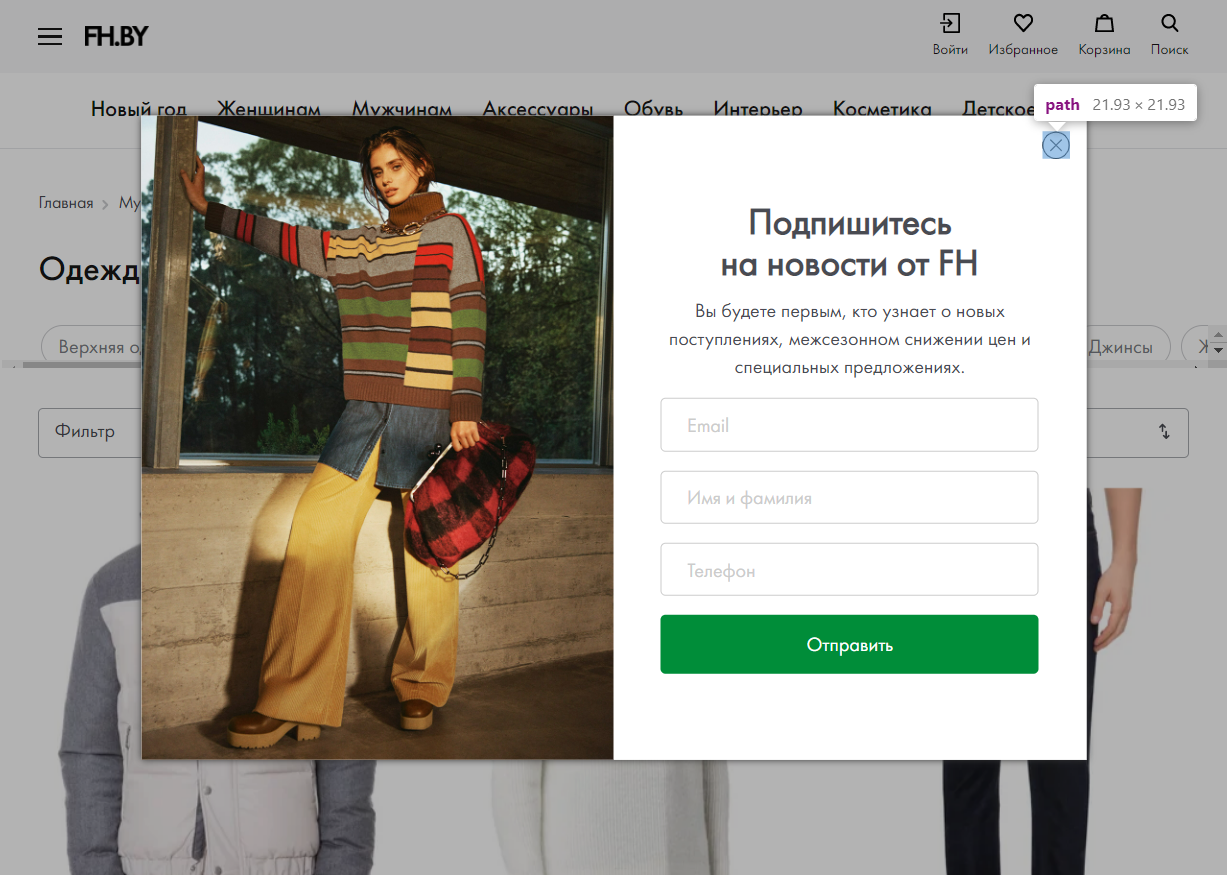 FH.BY
Войти
Избранное
Корзина
Поиск
Новый год Женщинам Мужчинам Аксессуары Обувь Интерьер Косметика Детское
path 21.93 × 21.93
Главная
Подпишитесь
на новости от FH
Вы будете первым, кто узнает о новых
поступлениях, межсезонном снижении цен и
специальных предложениях.
Верхняя
Джинсы
Email
Фильтр
Имя и фамилия
Телефон
Отправить